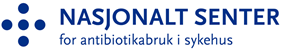 NASJONALT SENTER
for antibiotikabruk i sykehus